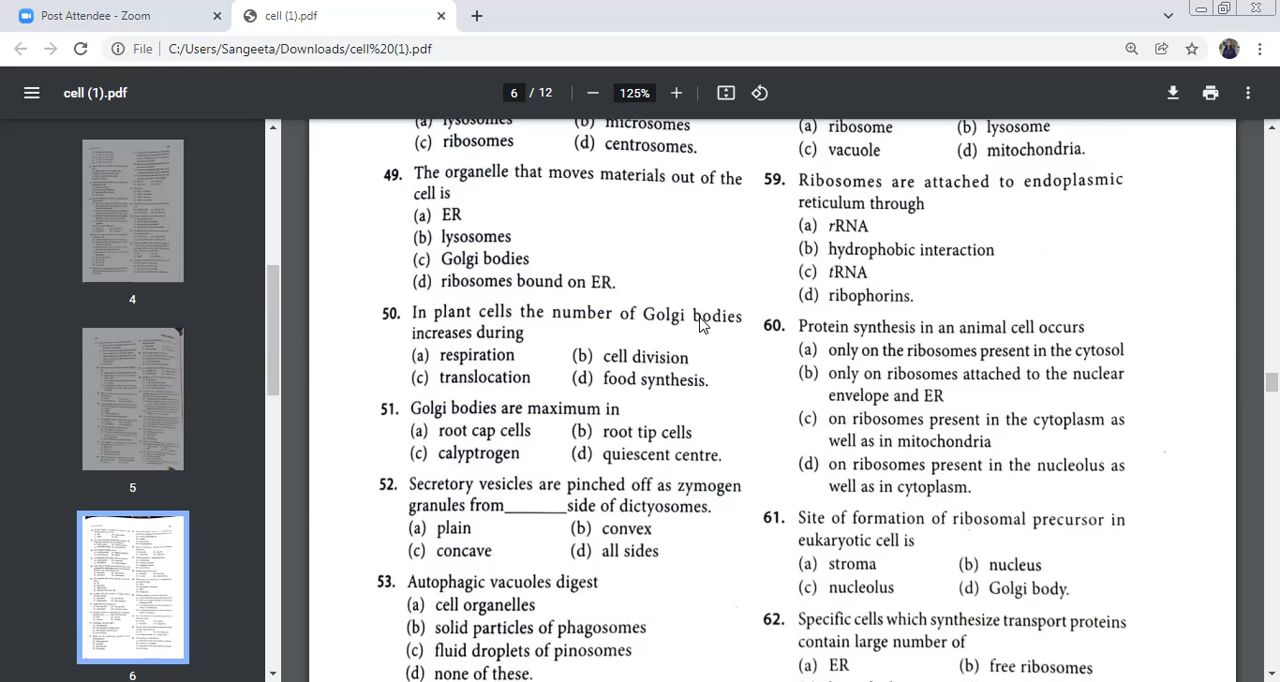 Post Attendee - Zoom
cell (1).pdf
File
C:/Users/Sangeeta/Downloads/cell%20(1).pdf
cell (1).pdf
6 / 12
125%
4
5
6
(a) lysosomes (b) microsomes
(c) ribosomes (d) centrosomes.
49. The organelle that moves materials out of the
cell is
(a) ER
(b) lysosomes
(c) Golgi bodies
(d) ribosomes bound on ER.
50. In plant cells the number of Golgi bodies
increases during
(a) respiration (b) cell division
(c) translocation (d) food synthesis.
51. Golgi bodies are maximum in
(a) root cap cells (b) root tip cells
(c) calyptrogen (d) quiescent centre.
52. Secretory vesicles are pinched off as zymogen
granules from_______side of dictyosomes.
(a) plain (b) convex
(c) concave (d) all sides
53. Autophagic vacuoles digest
(a) cell organelles
(b) some proteins of ribosomes
(c) fluid droplets of pinosomes
(d) none of these.
(a) ribosome (b) lysosome
(c) vacuole (d) mitochondria.
59. Ribosomes are attached to endoplasmic
reticulum through
(a) rRNA
(b) hydrophobic interaction
(c) tRNA
(d) ribophorins.
60. Protein synthesis in an animal cell occurs
(a) only on the ribosomes present in the cytosol
(b) only on ribosomes attached to the nuclear
envelope and ER
(c) on ribosomes present in the cytoplasm as
well as in mitochondria
(d) on ribosomes present in the nucleolus as
well as in cytoplasm.
61. Site of formation of ribosomal precursor in
eukaryotic cell is
(a) stroma (b) nucleus
(c) nucleolus (d) Golgi body.
62. Specific cells which synthesize transport proteins
contain large number of
(a) ER (b) free ribosomes